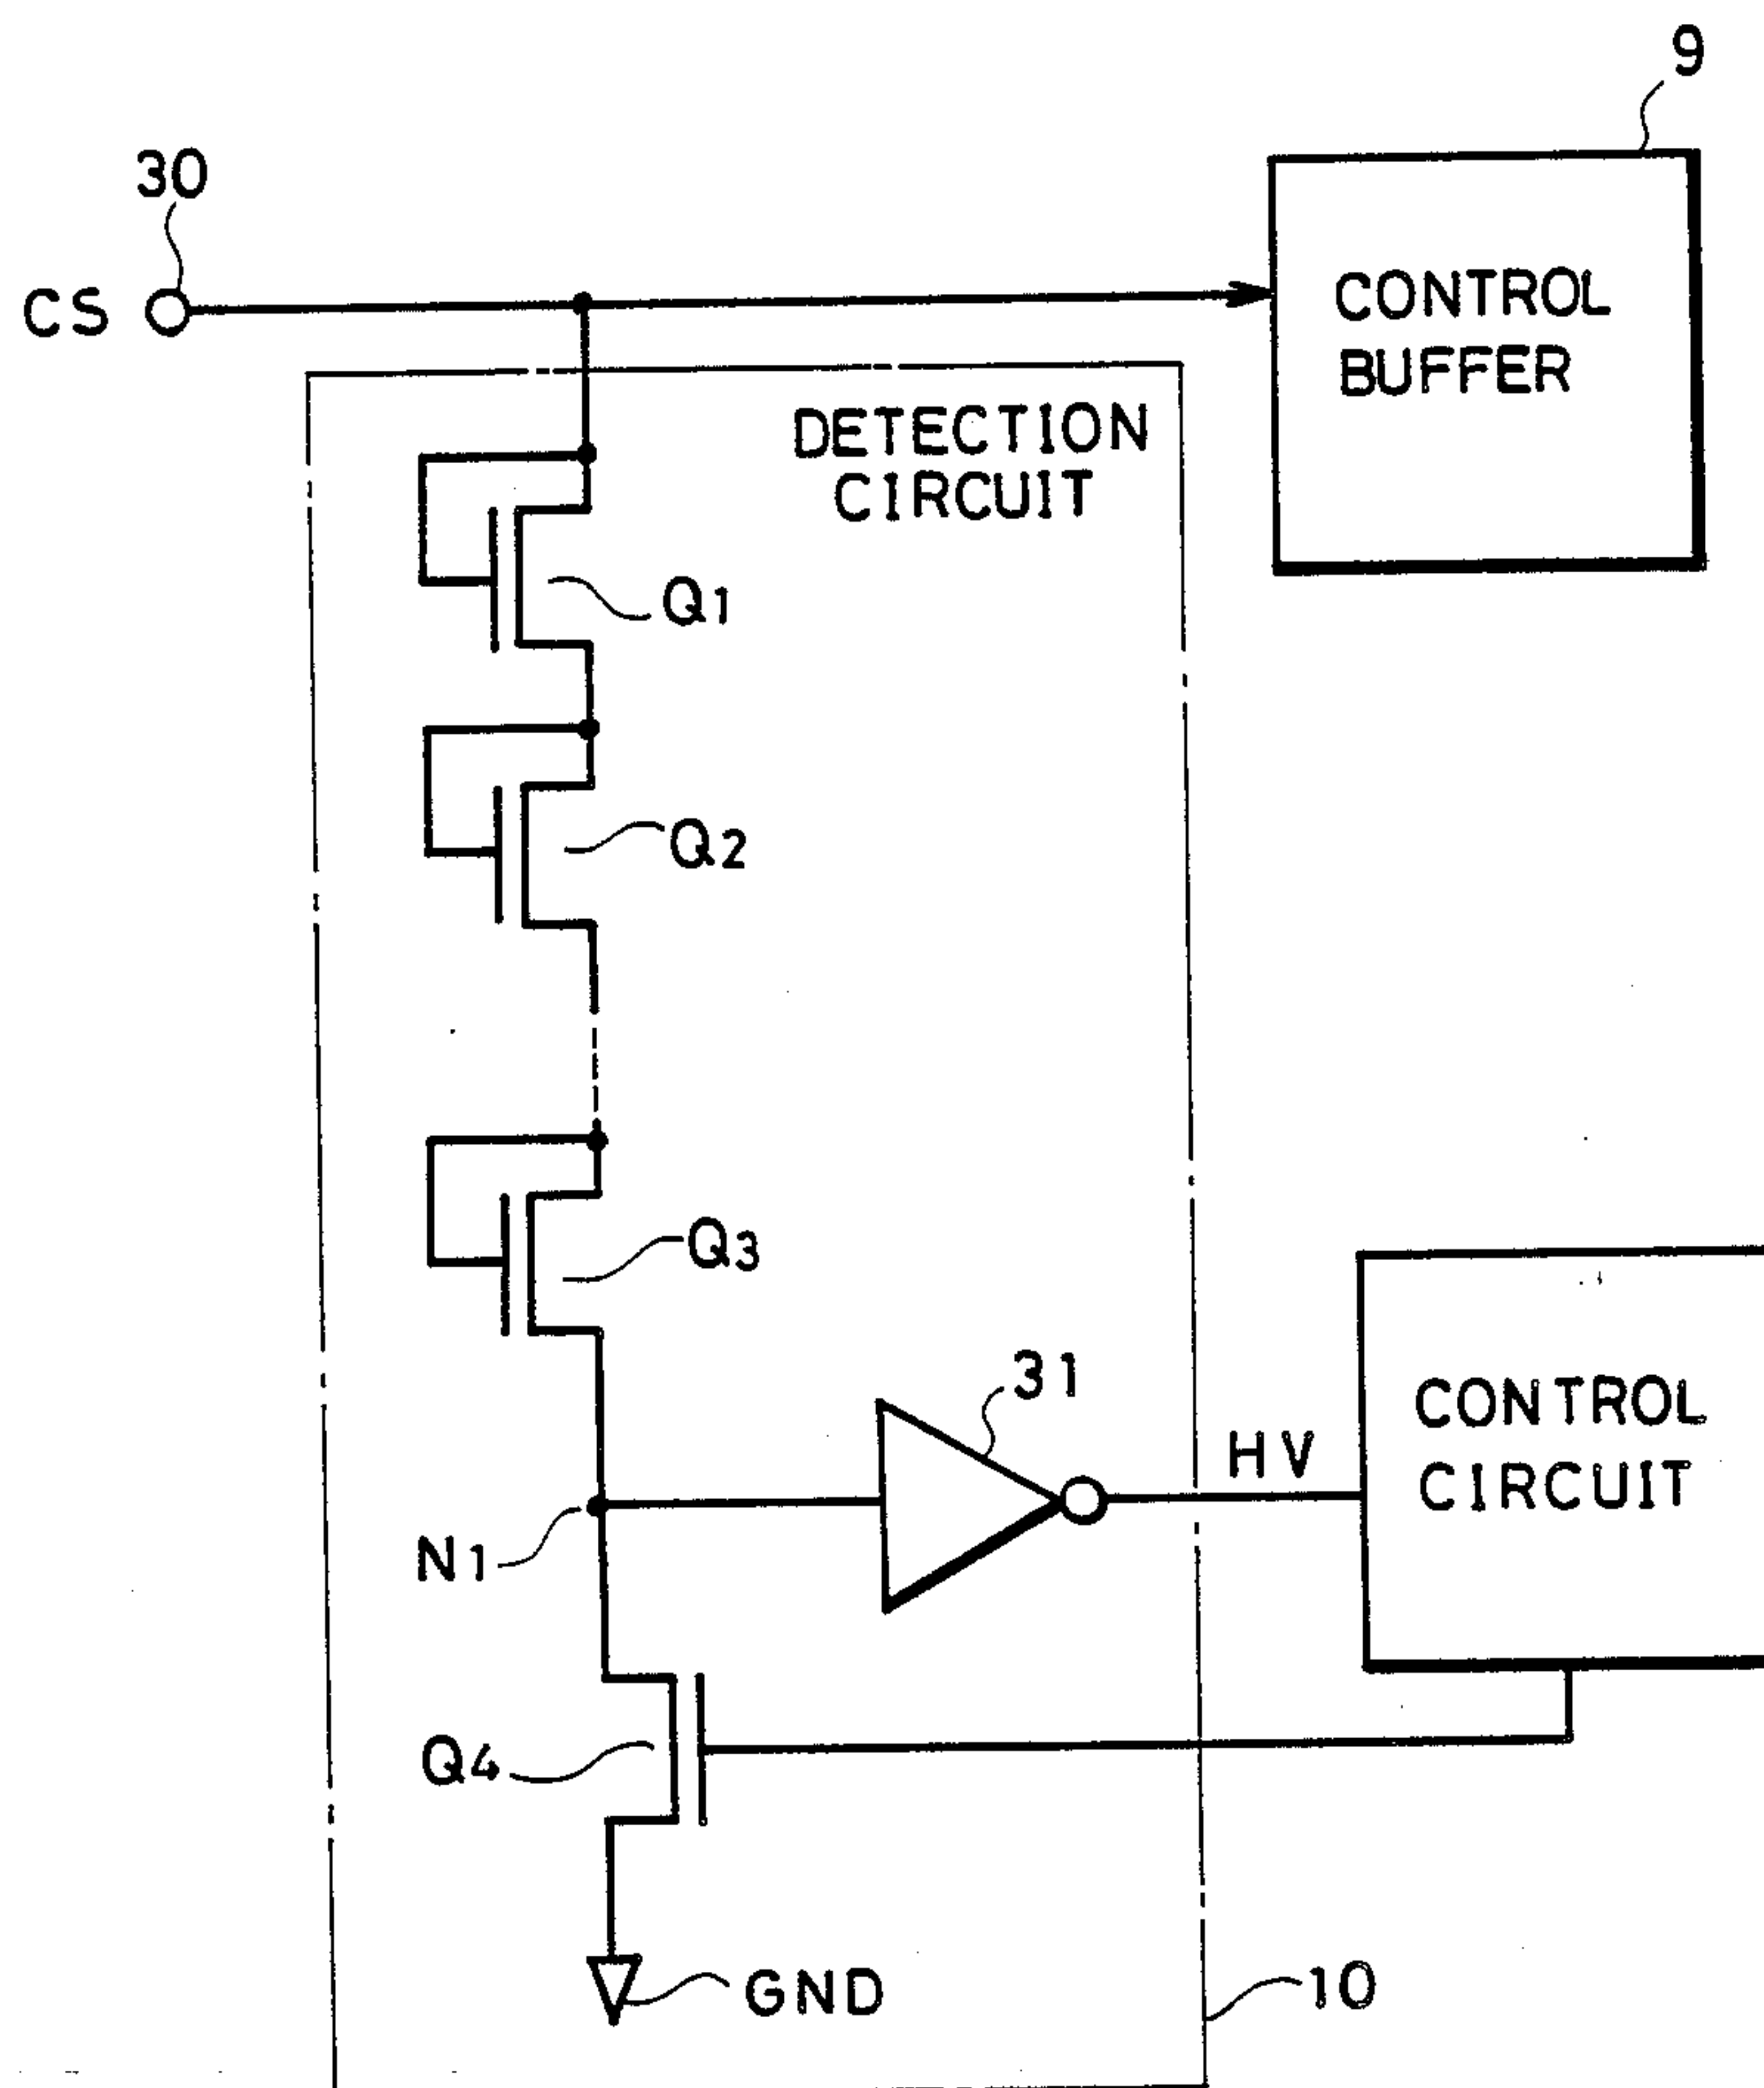 9
30
CS
CONTROL
BUFFER
DETECTION
CIRCUIT
Q1
Q2
Q3
31
HV
CONTROL
CIRCUIT
N1
Q4
GND
10